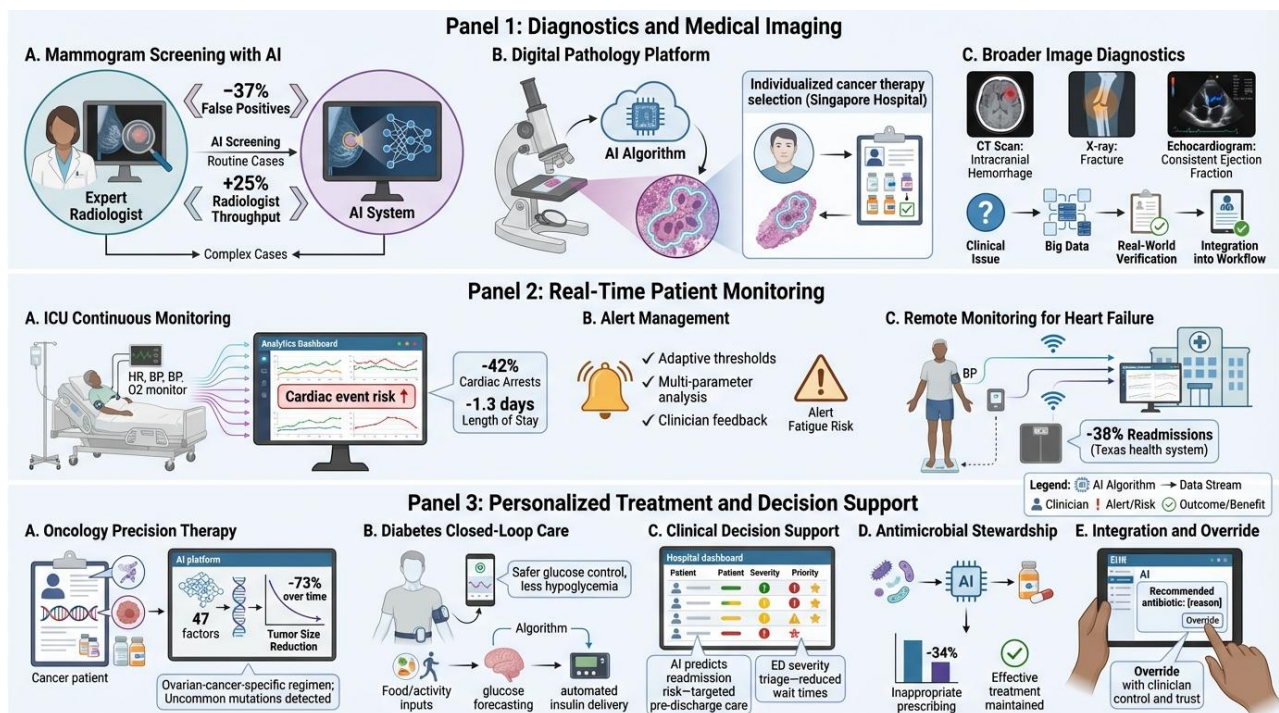 Panel 1: Diagnostics and Medical Imaging
A. Mammogram Screening with AI
-37%
False Positives
AI Screening
Routine Cases
+25%
Radiologist
Throughput
Expert
Radiologist
AI System
Complex Cases
B. Digital Pathology Platform
AI Algorithm
Individualized cancer therapy
selection (Singapore Hospital)
C. Broader Image Diagnostics
CT Scan:
Intracranial
Hemorrhage
X-ray:
Fracture
Echocardiogram:
Consistent Ejection
Fraction
?
Clinical
Issue
Big Data
Real-World
Verification
Integration
into Workflow
Panel 2: Real-Time Patient Monitoring
A. ICU Continuous Monitoring
HR, BP, BP,
O2 monitor
Analytics Dashboard
Cardiac event risk ↑
-42%
Cardiac Arrests
-1.3 days
Length of Stay
B. Alert Management
✓ Adaptive thresholds
✓ Multi-parameter
analysis
✓ Clinician feedback
!
Alert
Fatigue Risk
C. Remote Monitoring for Heart Failure
BP
-38% Readmissions
(Texas health system)
Legend: AI Algorithm → Data Stream
Clinician ! Alert/Risk Outcome/Benefit
Panel 3: Personalized Treatment and Decision Support
A. Oncology Precision Therapy
Cancer patient
AI platform
47
factors
-73%
over time
Tumor Size
Reduction
Ovarian-cancer-specific regimen;
Uncommon mutations detected
B. Diabetes Closed-Loop Care
Safer glucose control,
less hypoglycemia
Algorithm
Food/activity
inputs
glucose
forecasting
automated
insulin delivery
C. Clinical Decision Support
Hospital dashboard
Patient Patient Severity Priority
AI predicts
readmission
risk—targeted
pre-discharge care
ED severity
triage—reduced
wait times
D. Antimicrobial Stewardship
AI
-34%
Inappropriate
prescribing
Effective
treatment
maintained
E. Integration and Override
AI
Recommended
antibiotic: [reason]
Override
Override
with clinician
control and trust